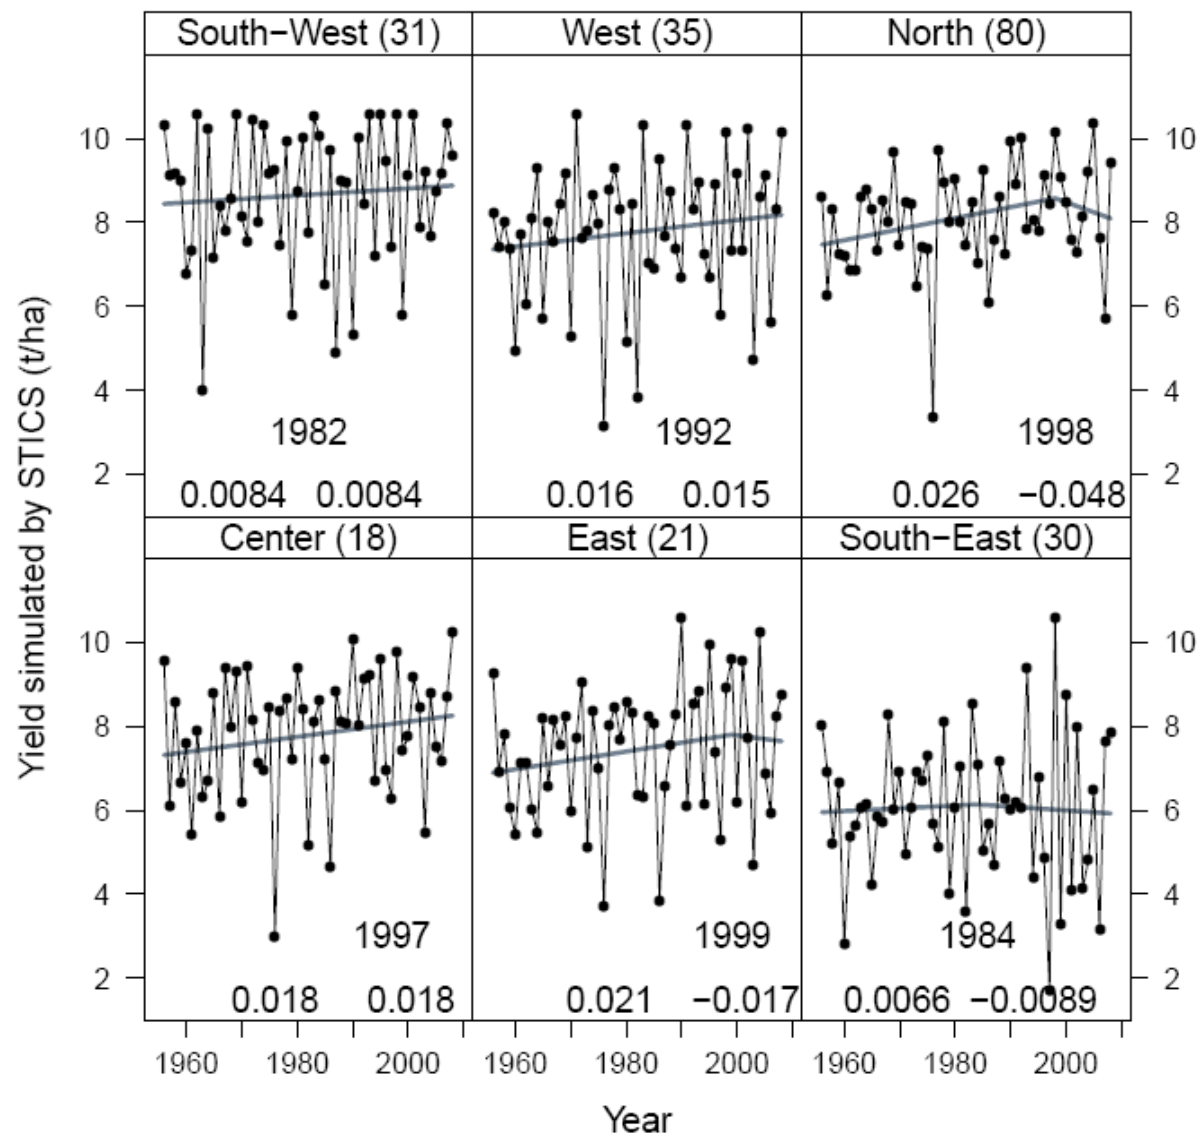 South−West (31) West (35) North (80)
10 10
8 8
6 6
4 4
1982 1992 1998
2 2
0.0084 0.0084 0.016 0.015 0.026 −0.048
Center (18) East (21) South−East (30)
10 10
8 8
6 6
4 4
1997 1999 1984
2 2
0.018 0.018 0.021 −0.017 0.0066 −0.0089
1960 1980 2000 1960 1980 2000 1960 1980 2000
Year
Yield simulated by STICS (t/ha)